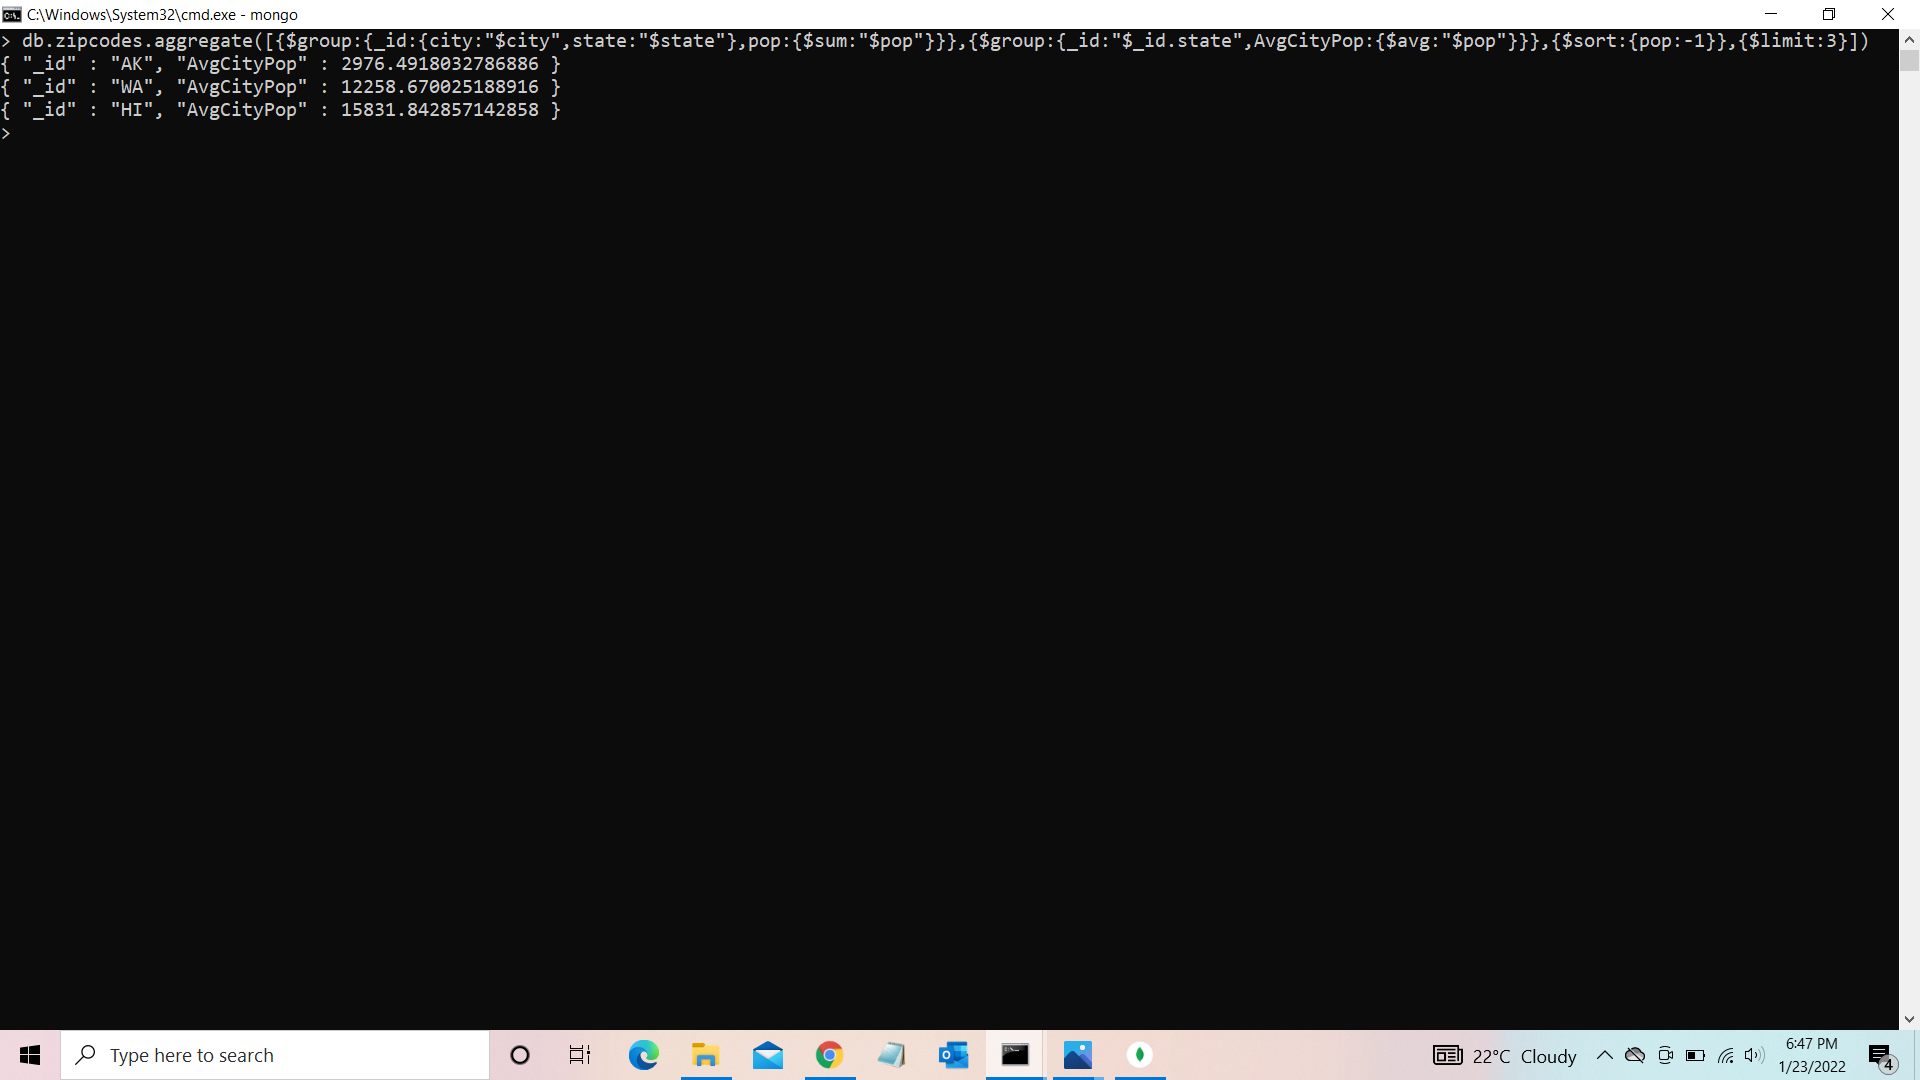 C:\Windows\System32\cmd.exe - mongo
> db.zipcodes.aggregate([{$group:{_id:{city:"$city",state:"$state"},pop:{$sum:"$pop"}}},{$group:{_id:"$_id.state",AvgCityPop:{$avg:"$pop"}}},{$sort:{pop:-1}},{$limit:3}])
{ "_id" : "AK", "AvgCityPop" : 2976.4918032786886 }
{ "_id" : "WA", "AvgCityPop" : 12258.670025188916 }
{ "_id" : "HI", "AvgCityPop" : 15831.842857142858 }
>
Type here to search
22°C Cloudy
6:47 PM
1/23/2022
4